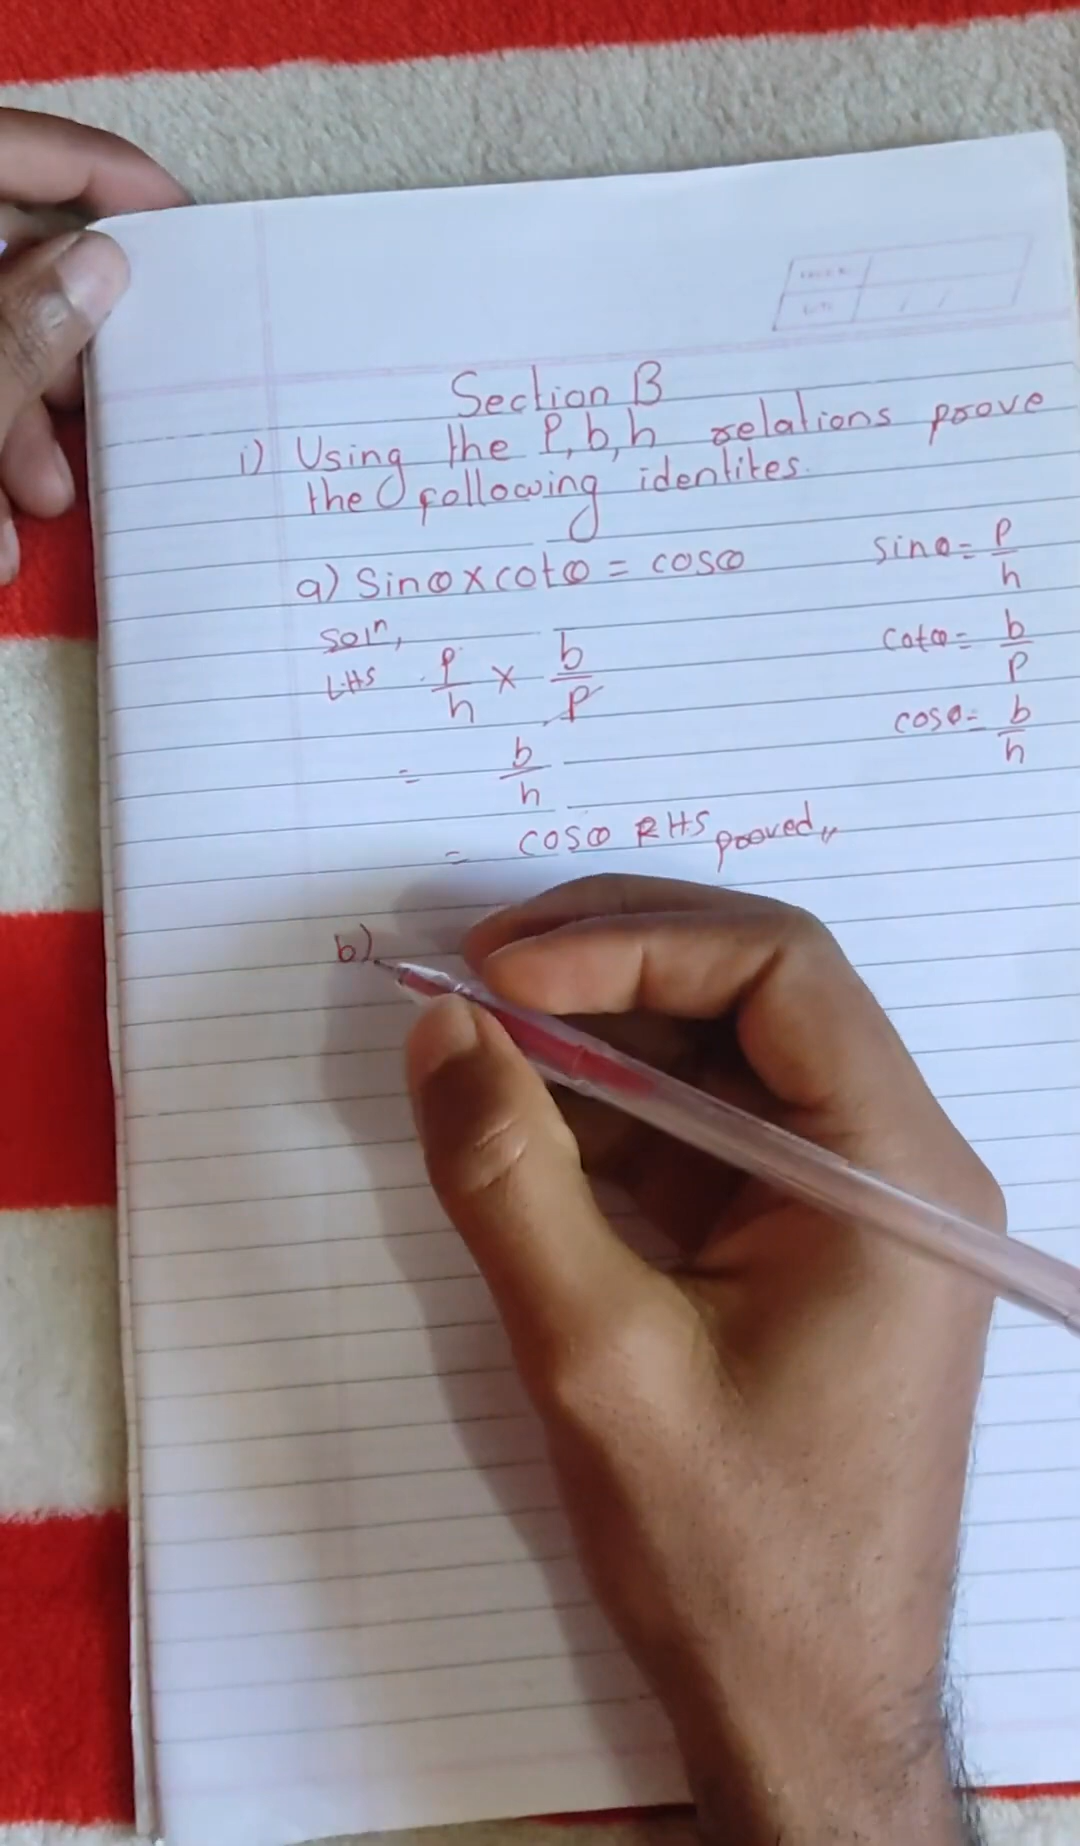 Section B
i) Using the P, b, h relations prove
the following identites.
a) Sinθ x cotθ = cosθ
sinθ = P/h
Soln,
cotθ = b/P
LHS P/h x b/P
cosθ = b/h
= b/h
= cosθ RHS proved,,
b)